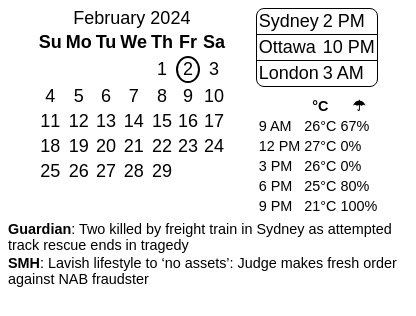 February 2024
Su Mo Tu We Th Fr Sa
1 2 3
4 5 6 7 8 9 10
11 12 13 14 15 16 17
18 19 20 21 22 23 24
25 26 27 28 29
Sydney 2 PM
Ottawa 10 PM
London 3 AM
°C ☂
9 AM 26°C 67%
12 PM 27°C 0%
3 PM 26°C 0%
6 PM 25°C 80%
9 PM 21°C 100%
Guardian: Two killed by freight train in Sydney as attempted
track rescue ends in tragedy
SMH: Lavish lifestyle to ‘no assets’: Judge makes fresh order
against NAB fraudster